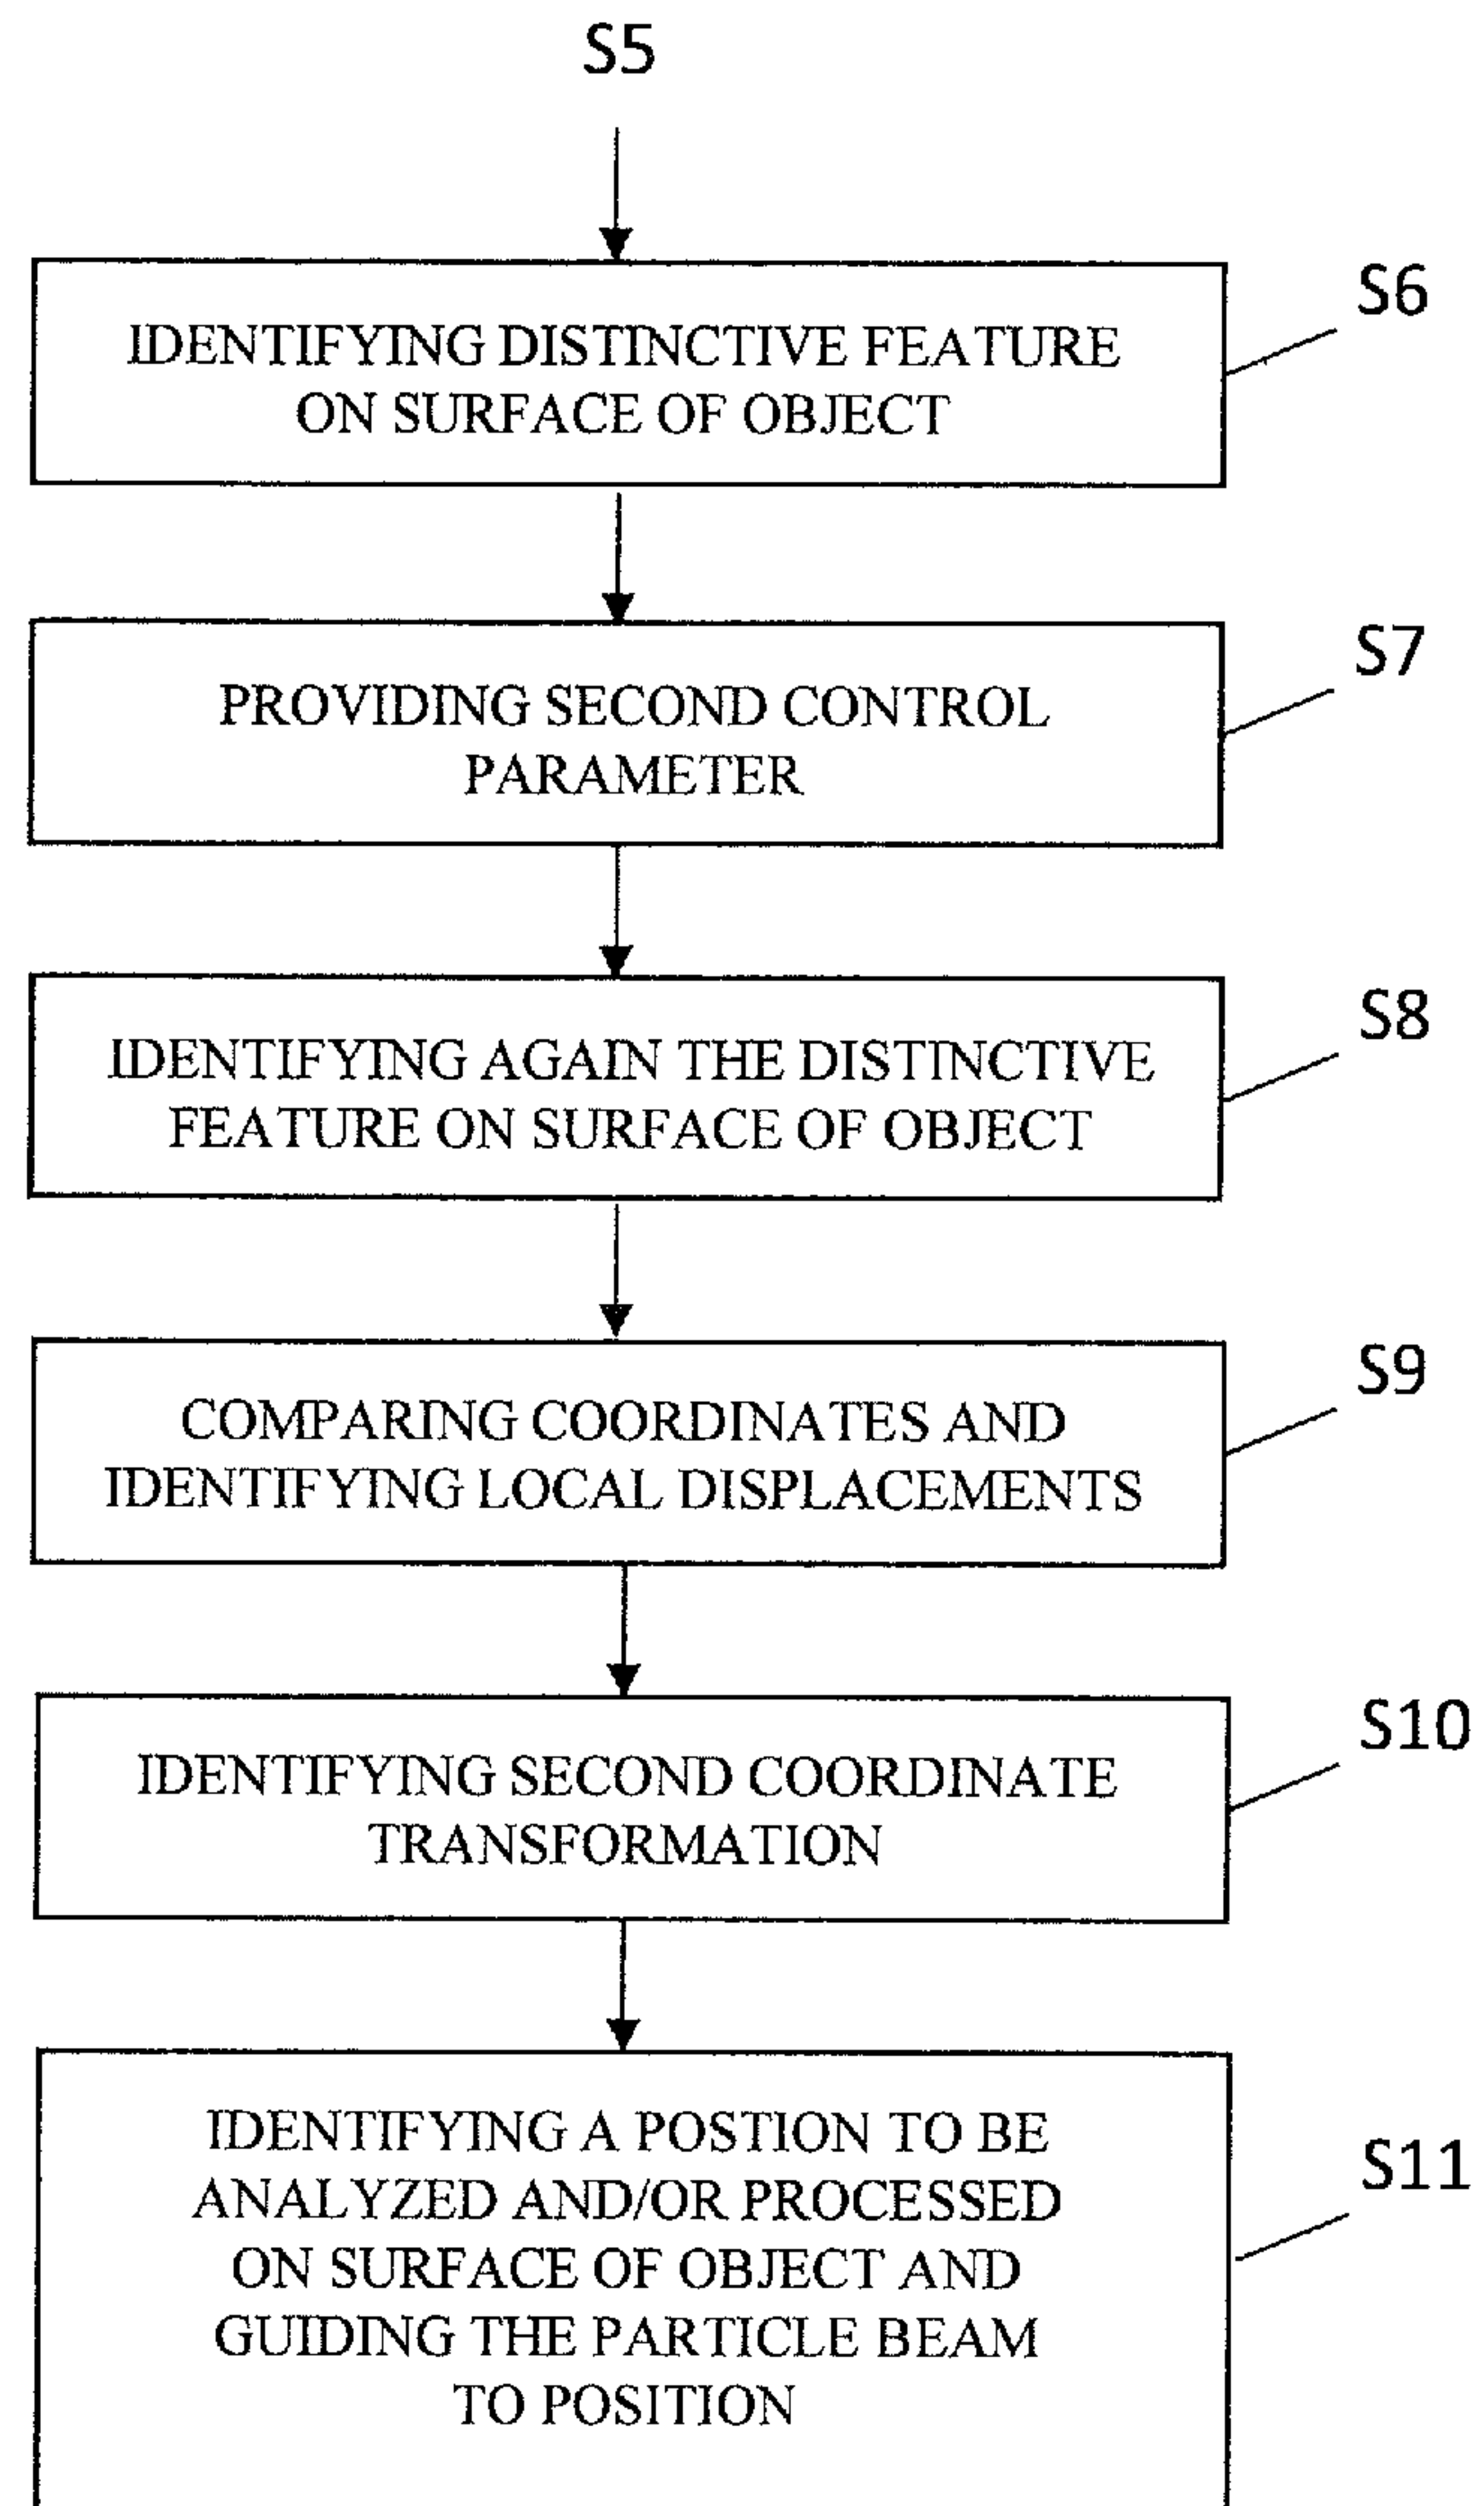 S5
S6
IDENTIFYING DISTINCTIVE FEATURE
ON SURFACE OF OBJECT
S7
PROVIDING SECOND CONTROL
PARAMETER
S8
IDENTIFYING AGAIN THE DISTINCTIVE
FEATURE ON SURFACE OF OBJECT
S9
COMPARING COORDINATES AND
IDENTIFYING LOCAL DISPLACEMENTS
S10
IDENTIFYING SECOND COORDINATE
TRANSFORMATION
S11
IDENTIFYING A POSTION TO BE
ANALYZED AND/OR PROCESSED
ON SURFACE OF OBJECT AND
GUIDING THE PARTICLE BEAM
TO POSITION